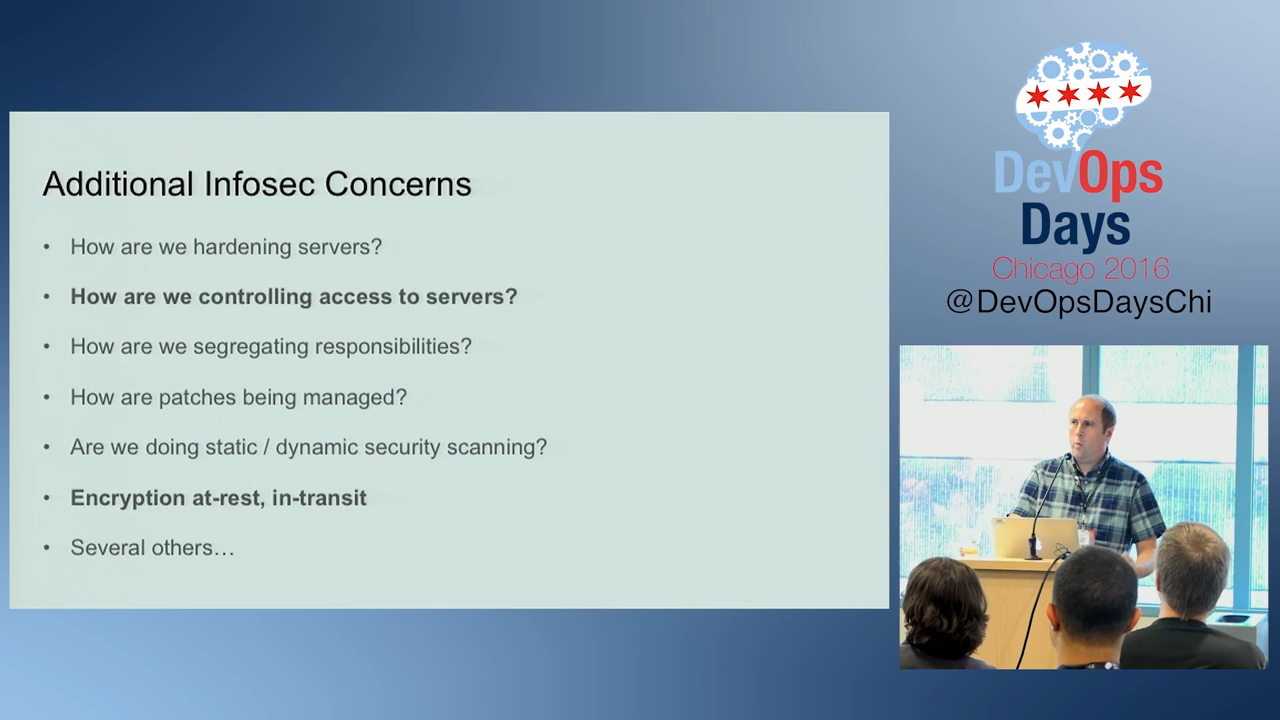 Additional Infosec Concerns
• How are we hardening servers?
• How are we controlling access to servers?
• How are we segregating responsibilities?
• How are patches being managed?
• Are we doing static / dynamic security scanning?
• Encryption at-rest, in-transit
• Several others…
DevOps
Days
Chicago 2016
@DevOpsDaysChi